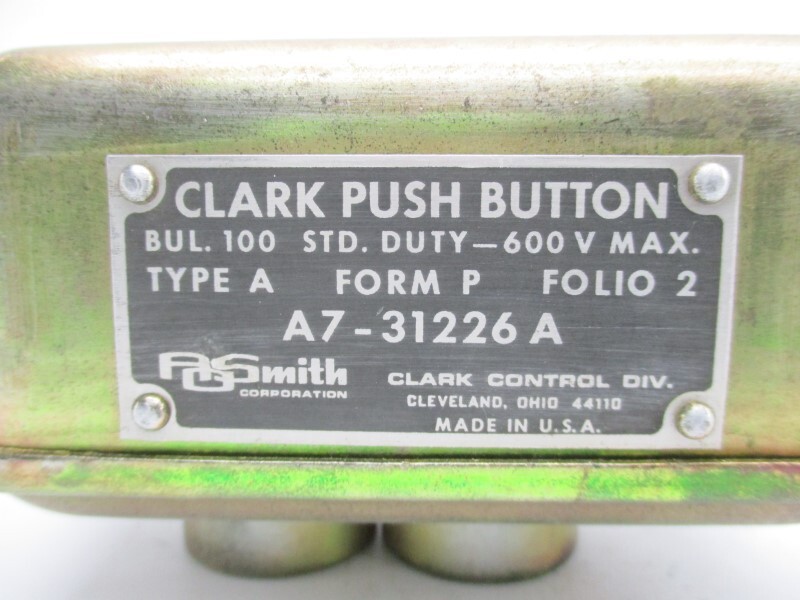 CLARK PUSH BUTTON
BUL. 100 STD. DUTY—600 V MAX.
TYPE A FORM P FOLIO 2
A7-31226 A
AOSmith
CORPORATION
CLARK CONTROL DIV.
CLEVELAND, OHIO 44110
MADE IN U.S.A.